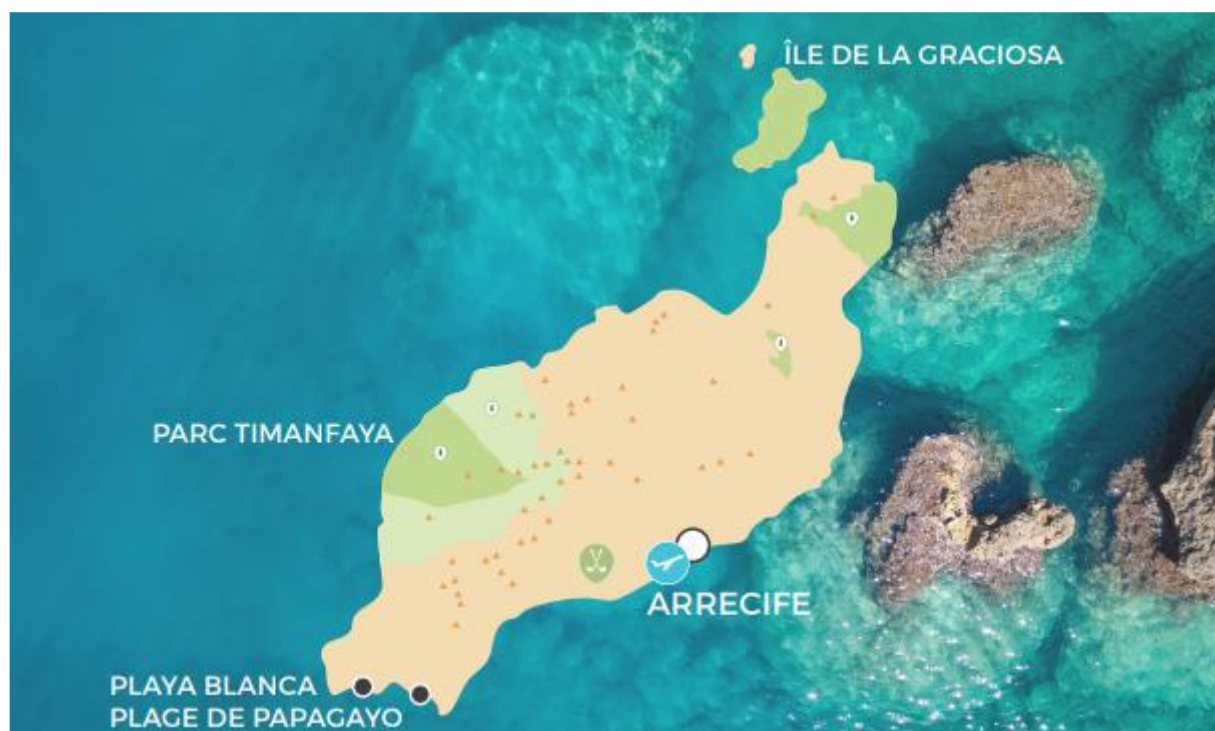 ÎLE DE LA GRACIOSA
PARC TIMANFAYA
ARRECIFE
PLAYA BLANCA
PLAGE DE PAPAGAYO